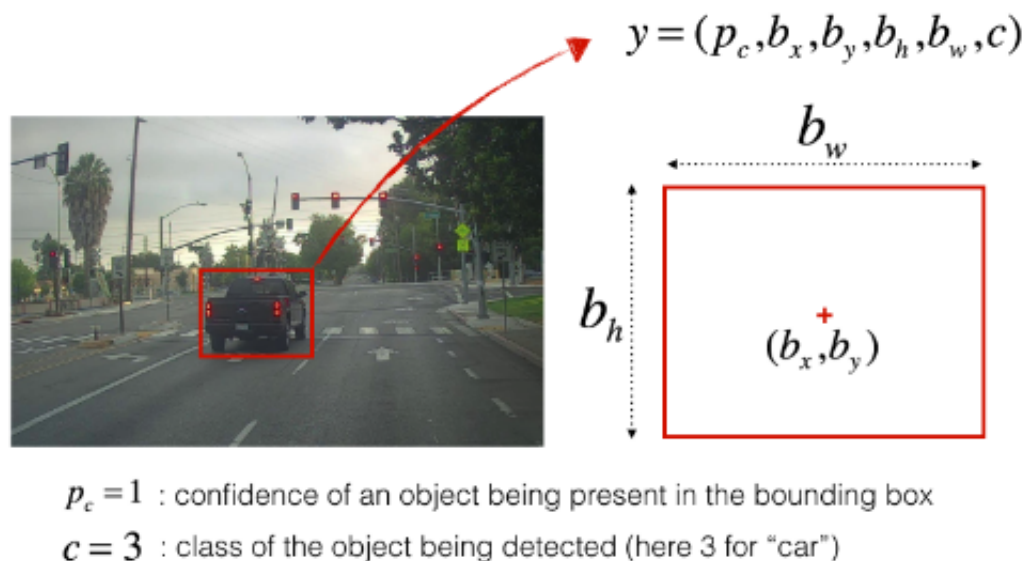 y = (p_c, b_x, b_y, b_h, b_w, c)
b_w
b_h
(b_x, b_y)
p_c = 1 : confidence of an object being present in the bounding box
c = 3 : class of the object being detected (here 3 for “car”)